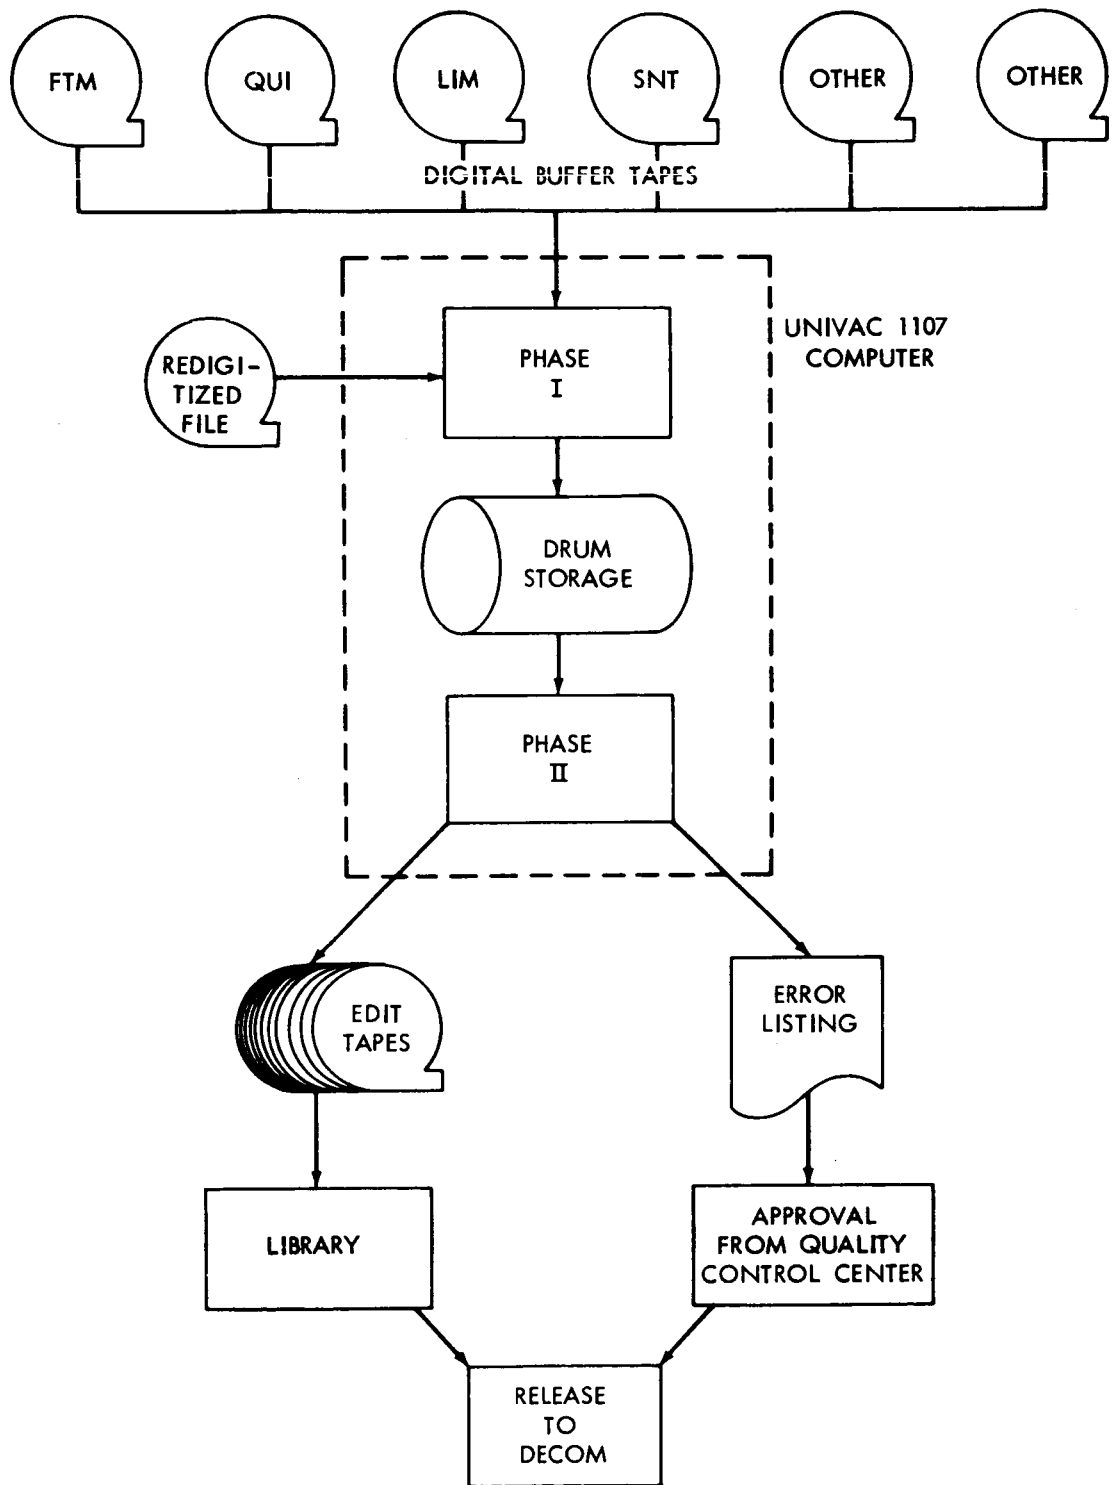 FTM
QUI
LIM
SNT
OTHER
OTHER
DIGITAL BUFFER TAPES
UNIVAC 1107
COMPUTER
PHASE
I
REDIGI-
TIZED
FILE
DRUM
STORAGE
PHASE
II
EDIT
TAPES
ERROR
LISTING
LIBRARY
APPROVAL
FROM QUALITY
CONTROL CENTER
RELEASE
TO
DECOM